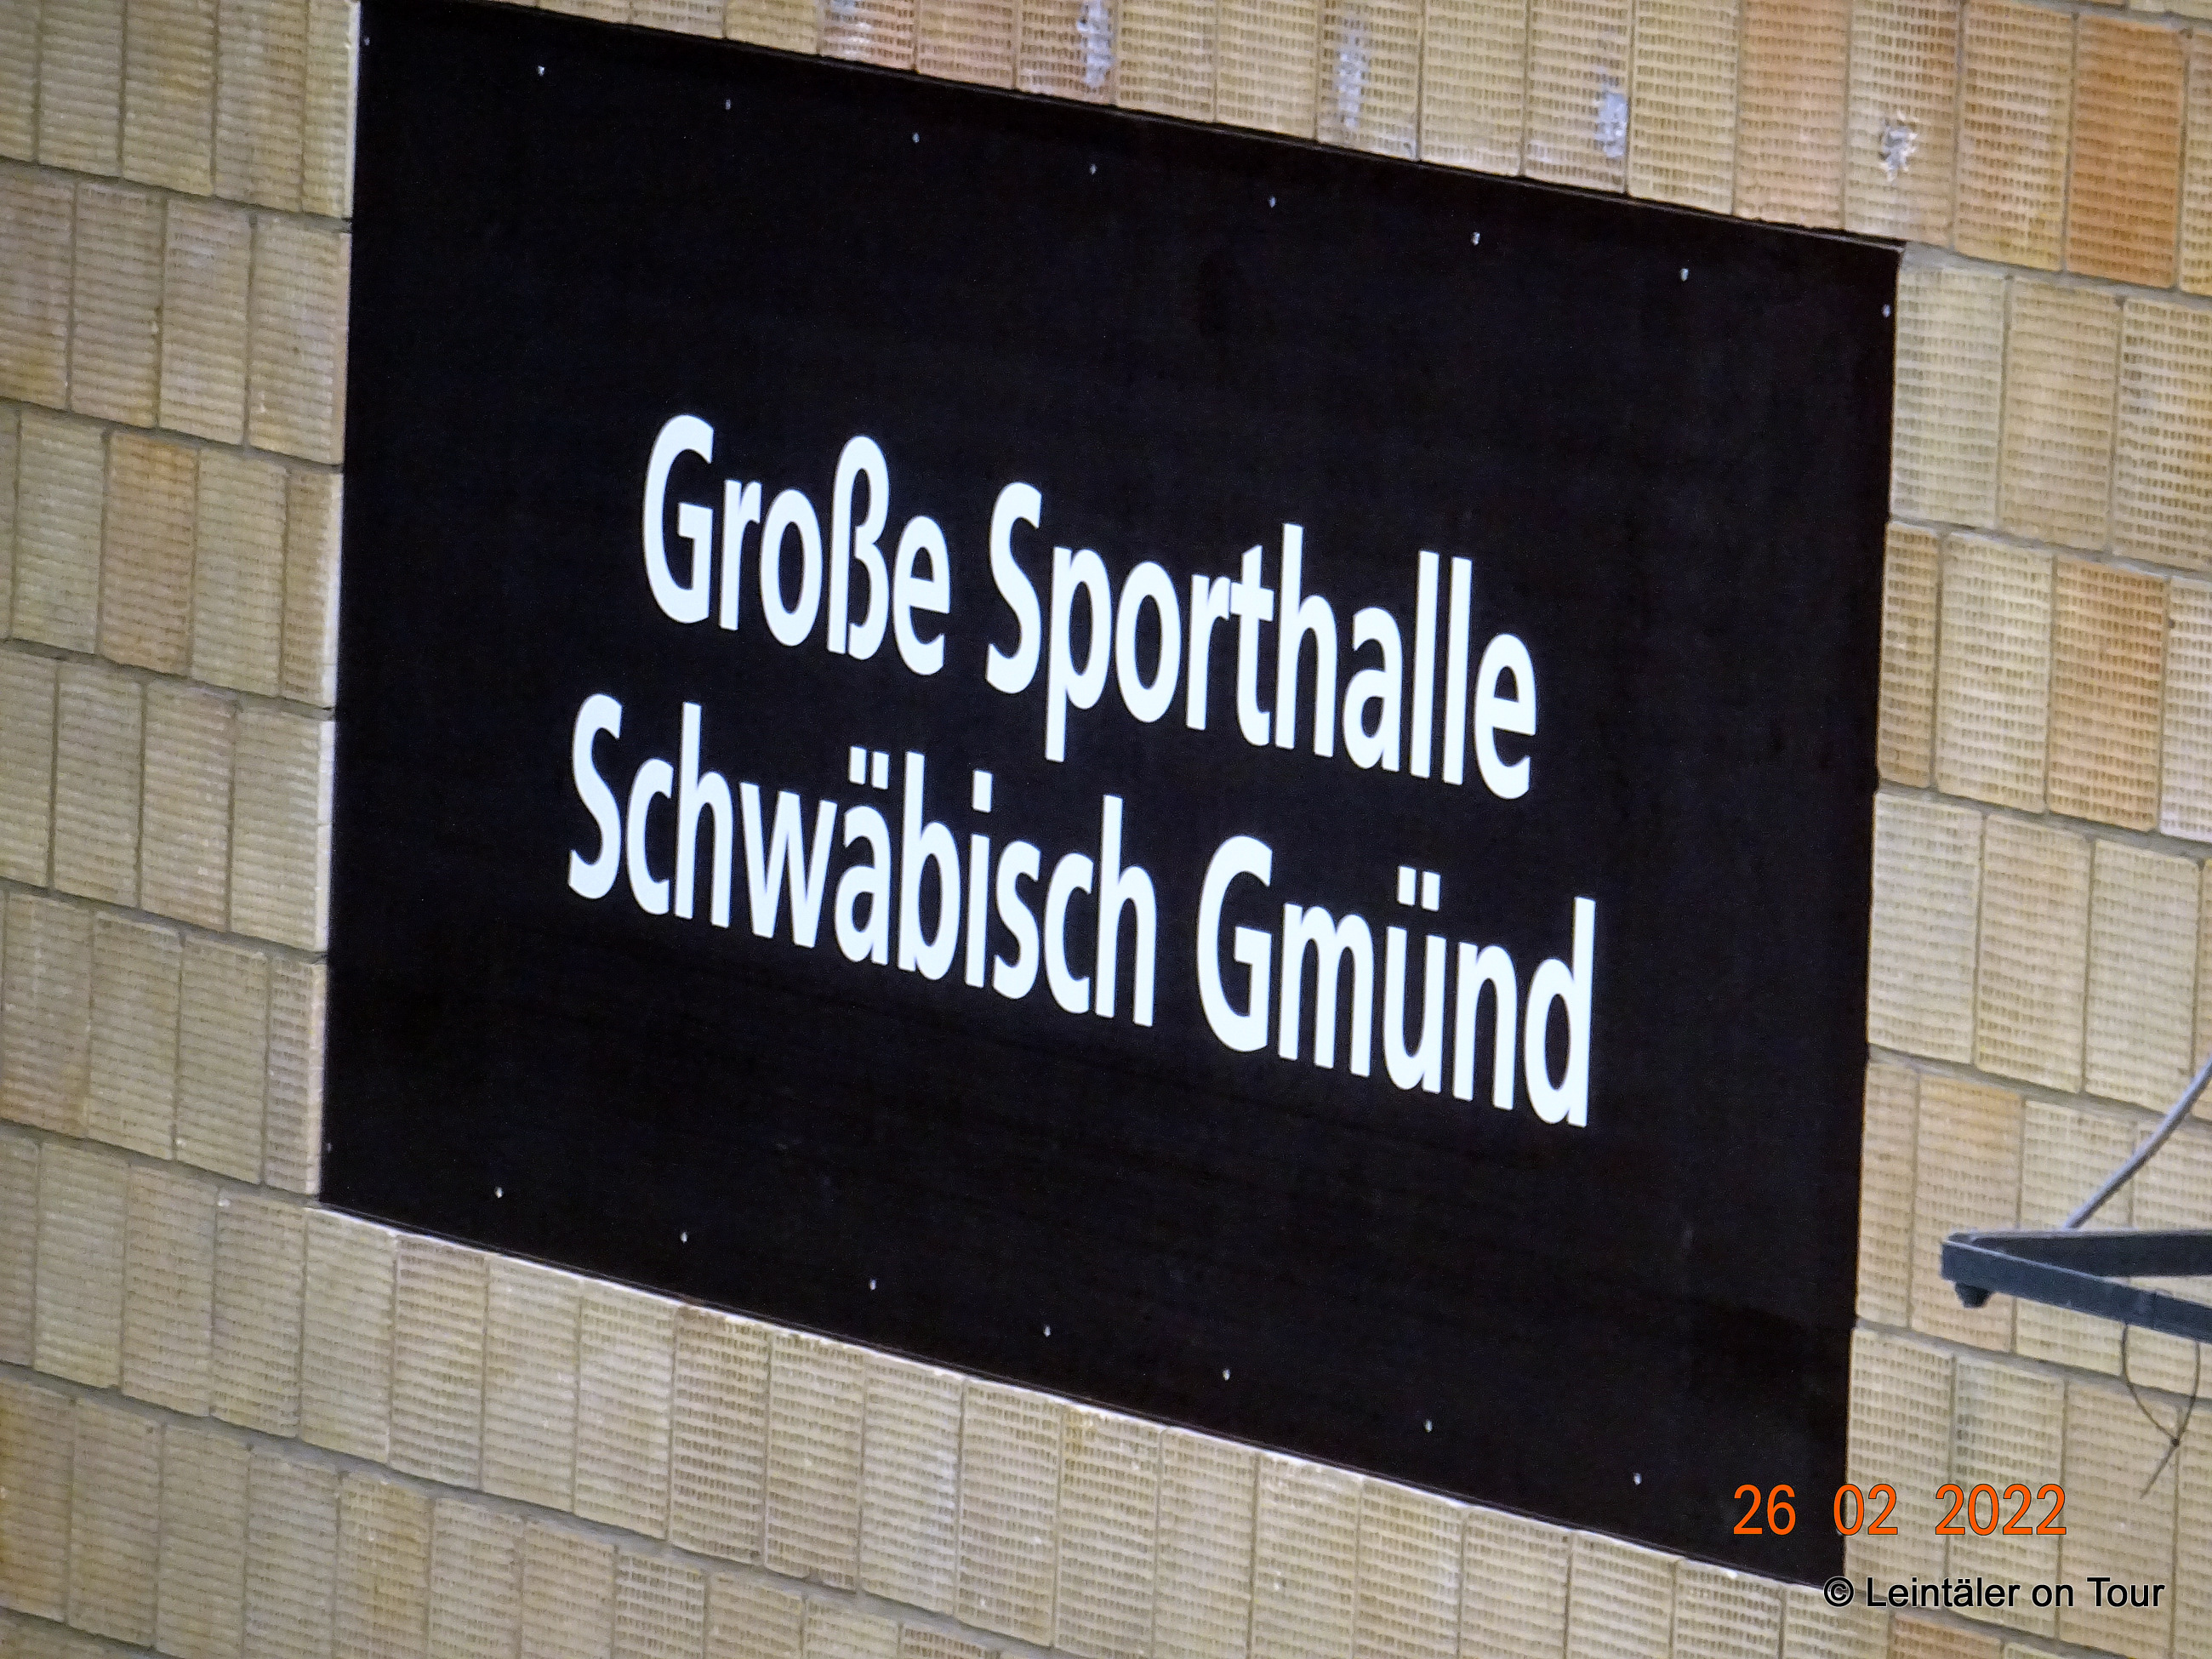 Große Sporthalle
Schwäbisch Gmünd
26 02 2022
© Leintäler on Tour